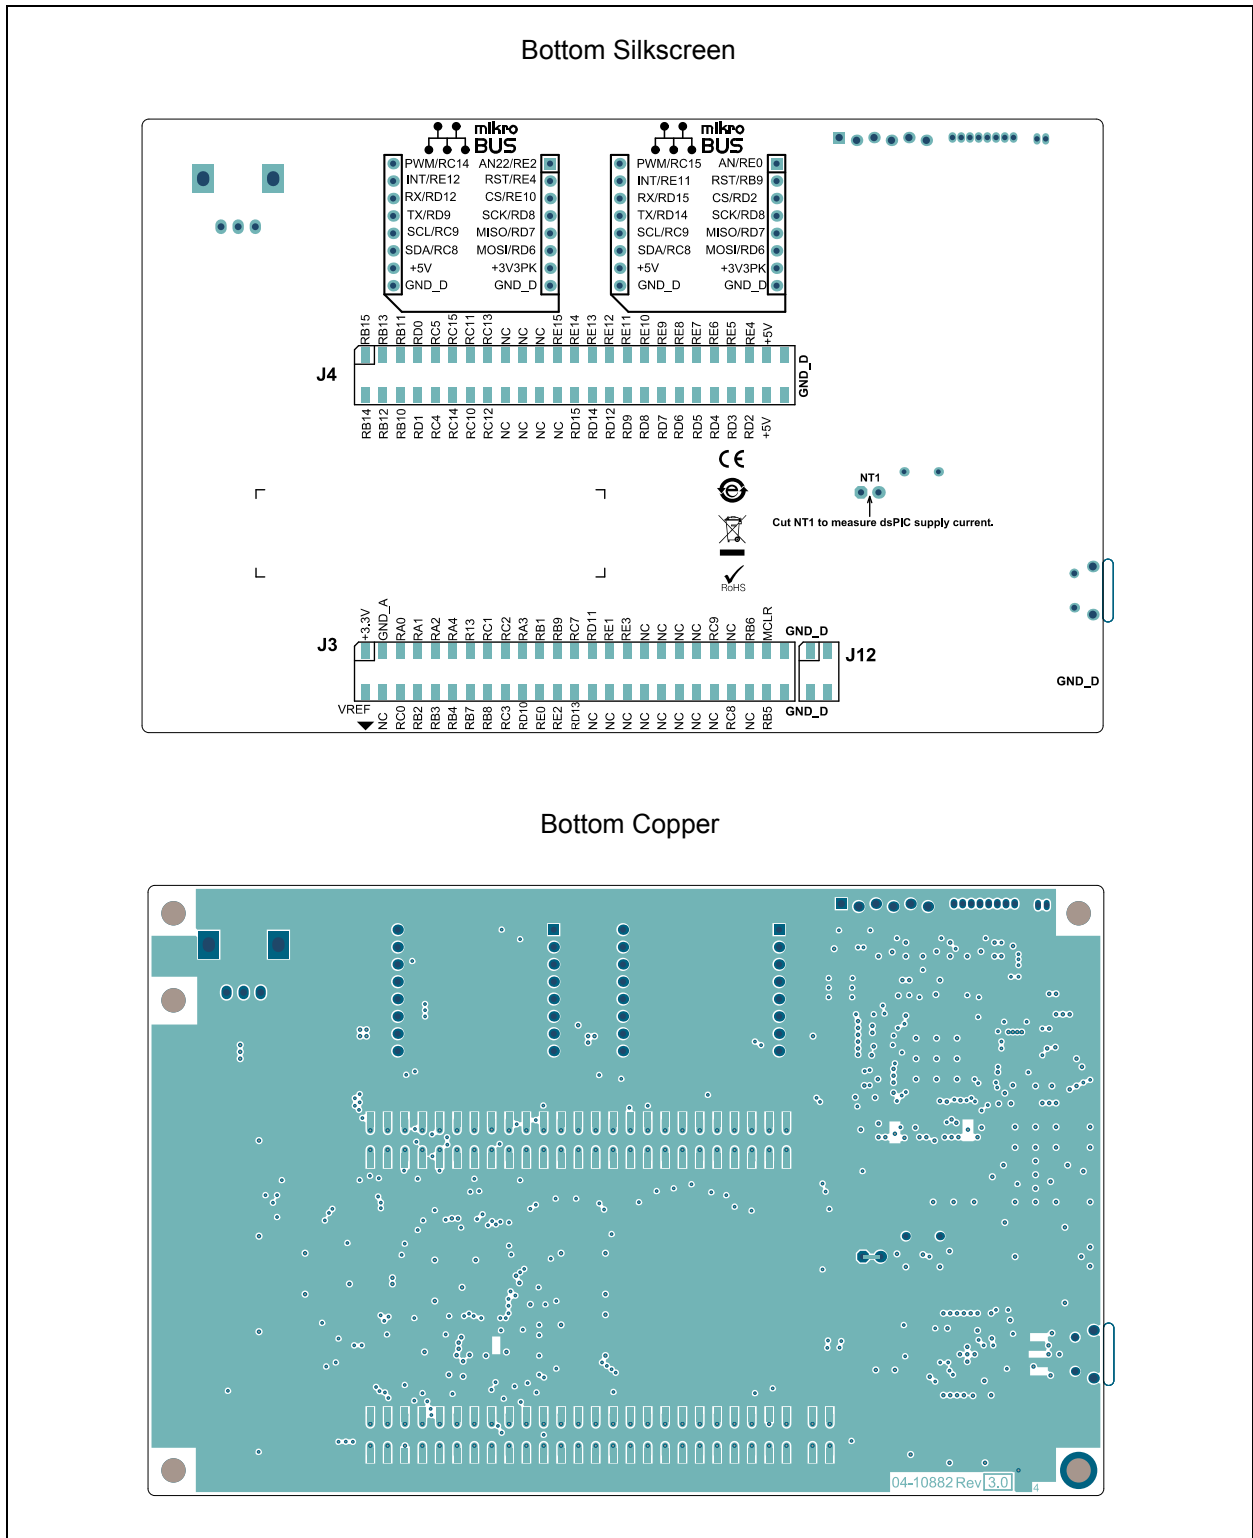 Bottom Silkscreen
mikro BUS
mikro BUS
PWM/RC14 AN22/RE2
INT/RE12 RST/RE4
RX/RD12 CS/RE10
TX/RD9 SCK/RD8
SCL/RC9 MISO/RD7
SDA/RC8 MOSI/RD6
+5V +3V3PK
GND_D GND_D
PWM/RC15 AN/RE0
INT/RE11 RST/RB9
RX/RD15 CS/RD2
TX/RD14 SCK/RD8
SCL/RC9 MISO/RD7
SDA/RC8 MOSI/RD6
+5V +3V3PK
GND_D GND_D
RB15 RB13 RB11 RD0 RC5 RC15 RC11 RC13 NC NC NC RE15 RE14 RE13 RE12 RE11 RE10 RE9 RE8 RE7 RE6 RE5 RE4 +5V
J4
GND_D
RB14 RB12 RB10 RD1 RC4 RC14 RC10 RC12 NC NC NC NC RD15 RD14 RD12 RD9 RD8 RD7 RD6 RD5 RD4 RD3 RD2 +5V
CE
e
NT1
Cut NT1 to measure dsPIC supply current.
RoHS
+3.3V GND_A RA0 RA1 RA2 RA4 R13 RC1 RC2 RA3 RB1 RB9 RC7 RD11 RE1 RE3 NC NC NC NC RC9 NC RB6 MCLR
GND_D
J3
J12
GND_D
VREF
NC RC0 RB2 RB3 RB4 RB7 RB8 RC3 RD10 RE0 RE2 RD13 NC NC NC NC NC NC NC NC RC8 NC RB5
GND_D
Bottom Copper
04-10882 Rev 3.0
4